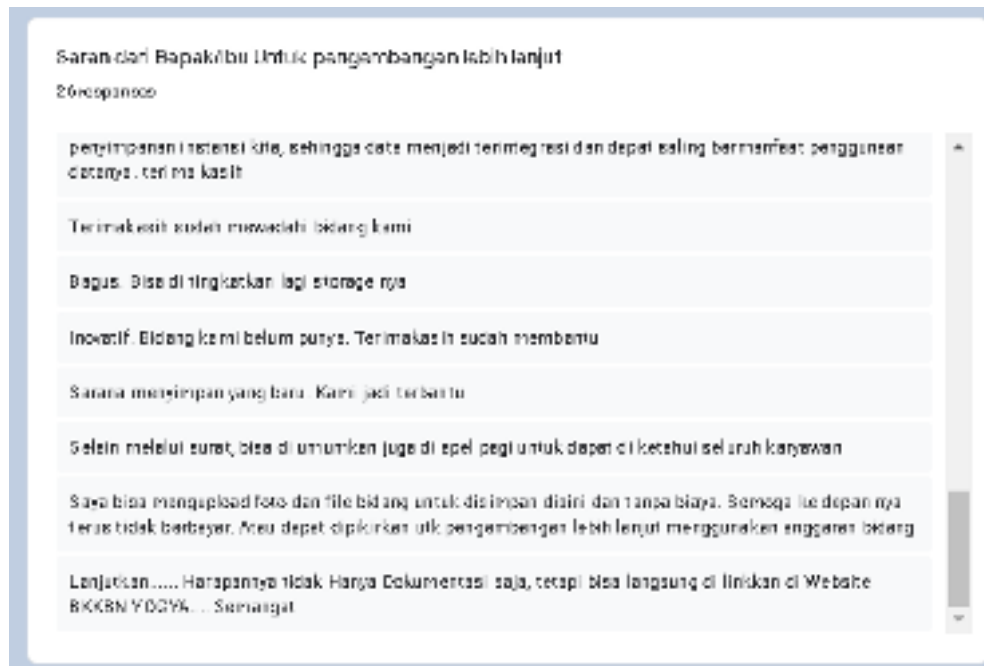 Saran dari Bapak/Ibu Untuk pengembangan lebih lanjut
26 responses
penyimpanan instansi kita, sehingga data menjadi terintegrasi dan dapat saling bermanfaat penggunaan
datanya. terima kasih
Terimakasih sudah mewadahi bidang kami
Bagus. Bisa di tingkatkan lagi storage nya
Inovatif. Bidang kami belum punya. Terimakasih sudah membantu
Sarana menyimpan yang baru. Kami jadi terbantu
Selain melalui surat, bisa di umumkan juga di apel pagi untuk dapat di ketahui seluruh karyawan
Saya bisa mengupload foto dan file bidang untuk disimpan disini dan tanpa biaya. Semoga ke depan nya
terus tidak berbayar. Atau dapat dipikirkan utk pengembangan lebih lanjut menggunakan anggaran bidang
Lanjutkan..... Harapannya tidak Hanya Dokumentasi saja, tetapi bisa langsung di linkkan di Website
BKKBN YOGYA.... Semangat